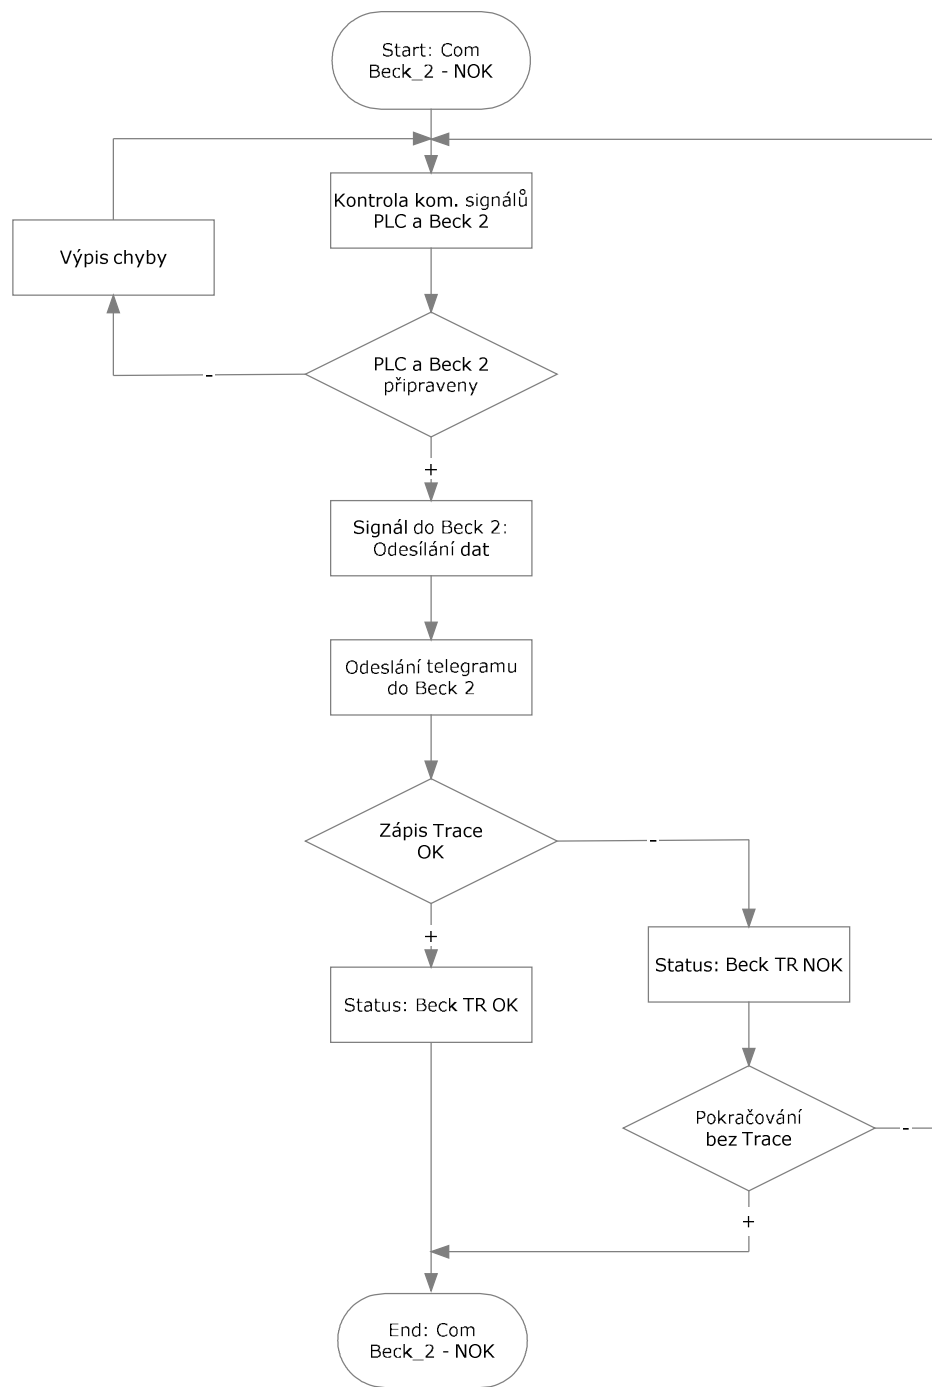 Start: Com
Beck_2 - NOK
Kontrola kom. signálů
PLC a Beck 2
Výpis chyby
PLC a Beck 2
připraveny
-
+
Signál do Beck 2:
Odesílání dat
Odeslání telegramu
do Beck 2
Zápis Trace
OK
-
+
Status: Beck TR NOK
Status: Beck TR OK
Pokračování
bez Trace
-
+
End: Com
Beck_2 - NOK